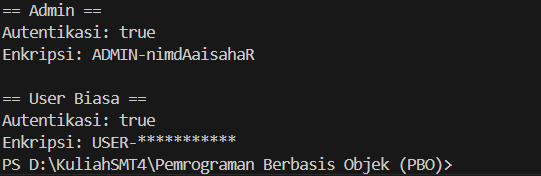 == Admin ==
Autentikasi: true
Enkripsi: ADMIN-nimdAaisahaR

== User Biasa ==
Autentikasi: true
Enkripsi: USER-***********
PS D:\KuliahSMT4\Pemrograman Berbasis Objek (PBO)>